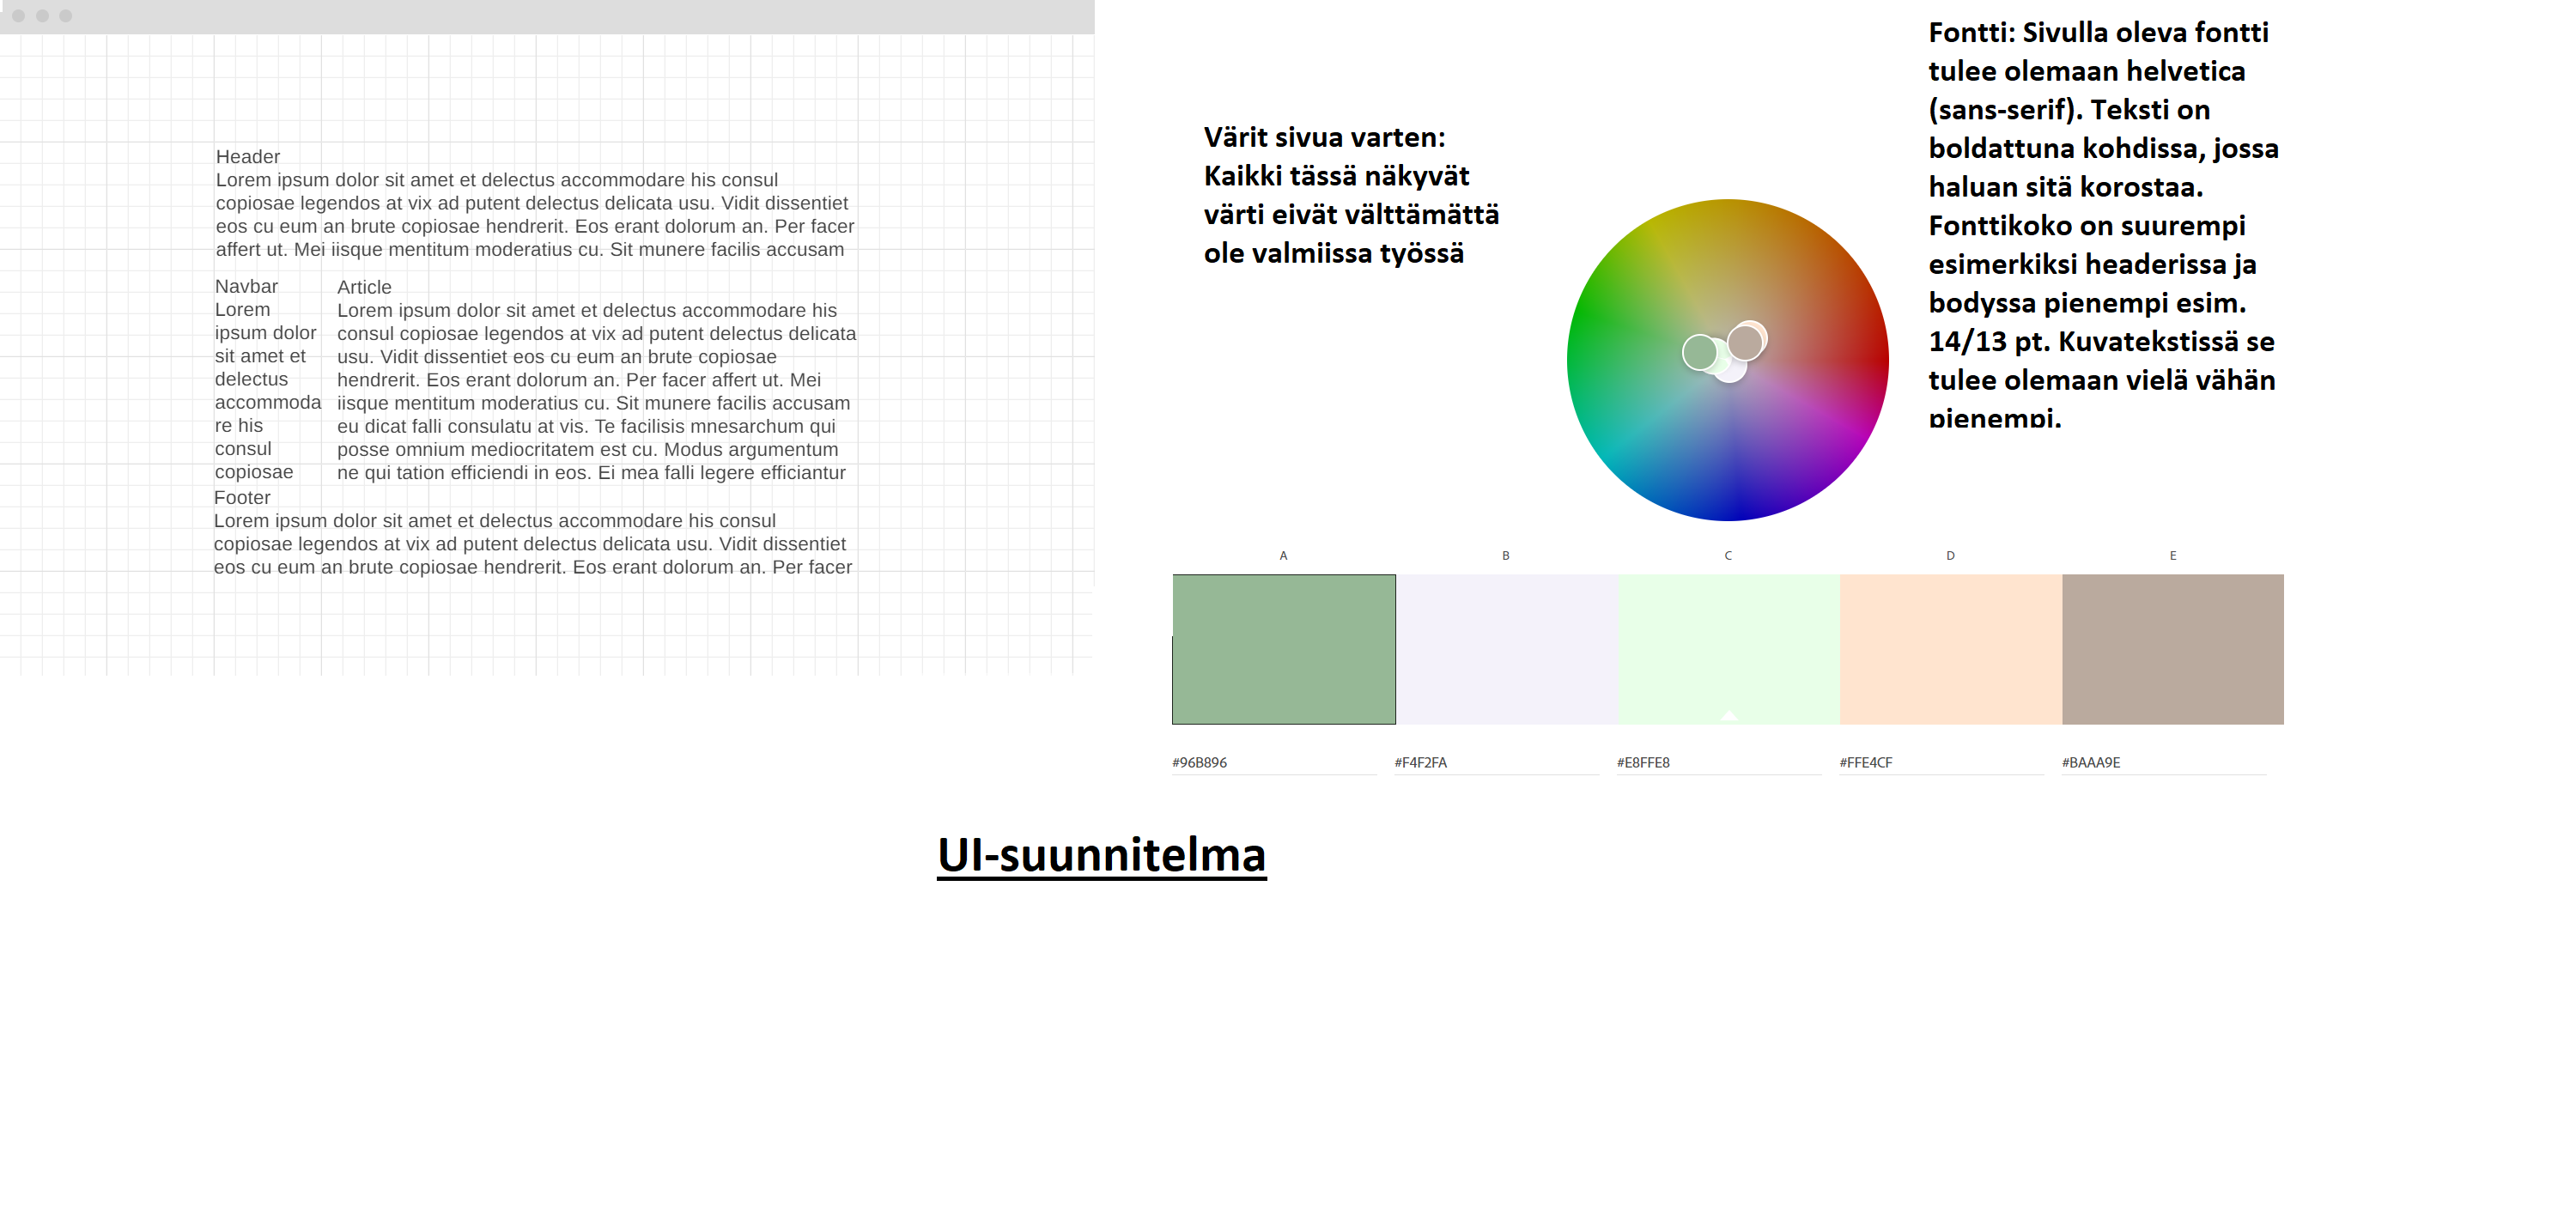 Header
Lorem ipsum dolor sit amet et delectus accommodare his consul
copiosae legendos at vix ad putent delectus delicata usu. Vidit dissentiet
eos cu eum an brute copiosae hendrerit. Eos erant dolorum an. Per facer
affert ut. Mei iisque mentitum moderatius cu. Sit munere facilis accusam
Navbar
Lorem
ipsum dolor
sit amet et
delectus
accommoda
re his
consul
copiosae
Article
Lorem ipsum dolor sit amet et delectus accommodare his
consul copiosae legendos at vix ad putent delectus delicata
usu. Vidit dissentiet eos cu eum an brute copiosae
hendrerit. Eos erant dolorum an. Per facer affert ut. Mei
iisque mentitum moderatius cu. Sit munere facilis accusam
eu dicat falli consulatu at vis. Te facilisis mnesarchum qui
posse omnium mediocritatem est cu. Modus argumentum
ne qui tation efficiendi in eos. Ei mea falli legere efficiantur
Footer
Lorem ipsum dolor sit amet et delectus accommodare his consul
copiosae legendos at vix ad putent delectus delicata usu. Vidit dissentiet
eos cu eum an brute copiosae hendrerit. Eos erant dolorum an. Per facer
Värit sivua varten:
Kaikki tässä näkyvät
värti eivät välttämättä
ole valmiissa työssä
Fontti: Sivulla oleva fontti
tulee olemaan helvetica
(sans-serif). Teksti on
boldattuna kohdissa, jossa
haluan sitä korostaa.
Fonttikoko on suurempi
esimerkiksi headerissa ja
bodyssa pienempi esim.
14/13 pt. Kuvatekstissä se
tulee olemaan vielä vähän
pienempi.
A B C D E
#96B896 #F4F2FA #E8FFE8 #FFE4CF #BAAA9E
UI-suunnitelma